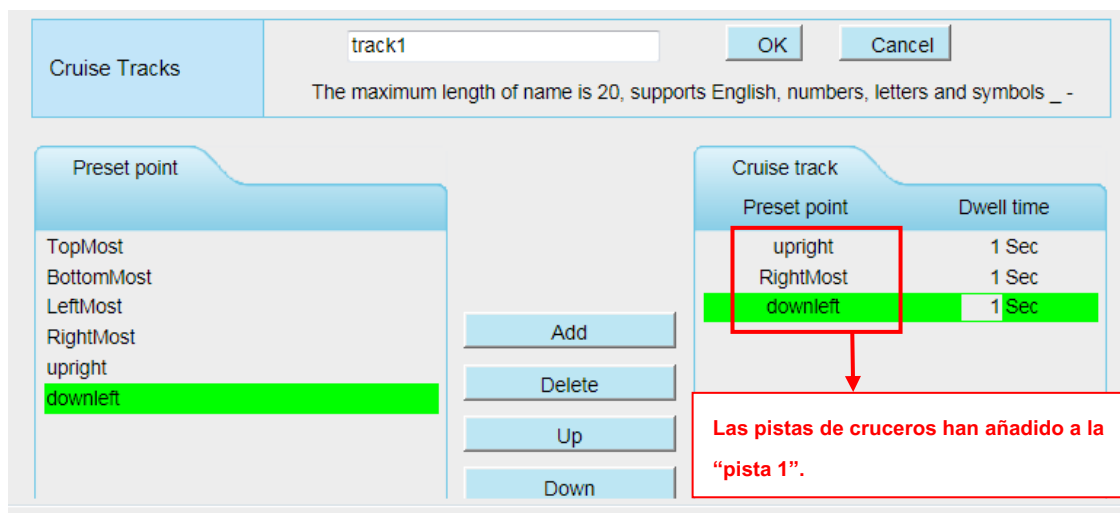 Cruise Tracks
track1
OK
Cancel
The maximum length of name is 20, supports English, numbers, letters and symbols _ -
Preset point
TopMost
BottomMost
LeftMost
RightMost
upright
downleft
Add
Delete
Up
Down
Cruise track
Preset point Dwell time
upright 1 Sec
RightMost 1 Sec
downleft 1 Sec
Las pistas de cruceros han añadido a la
“pista 1”.